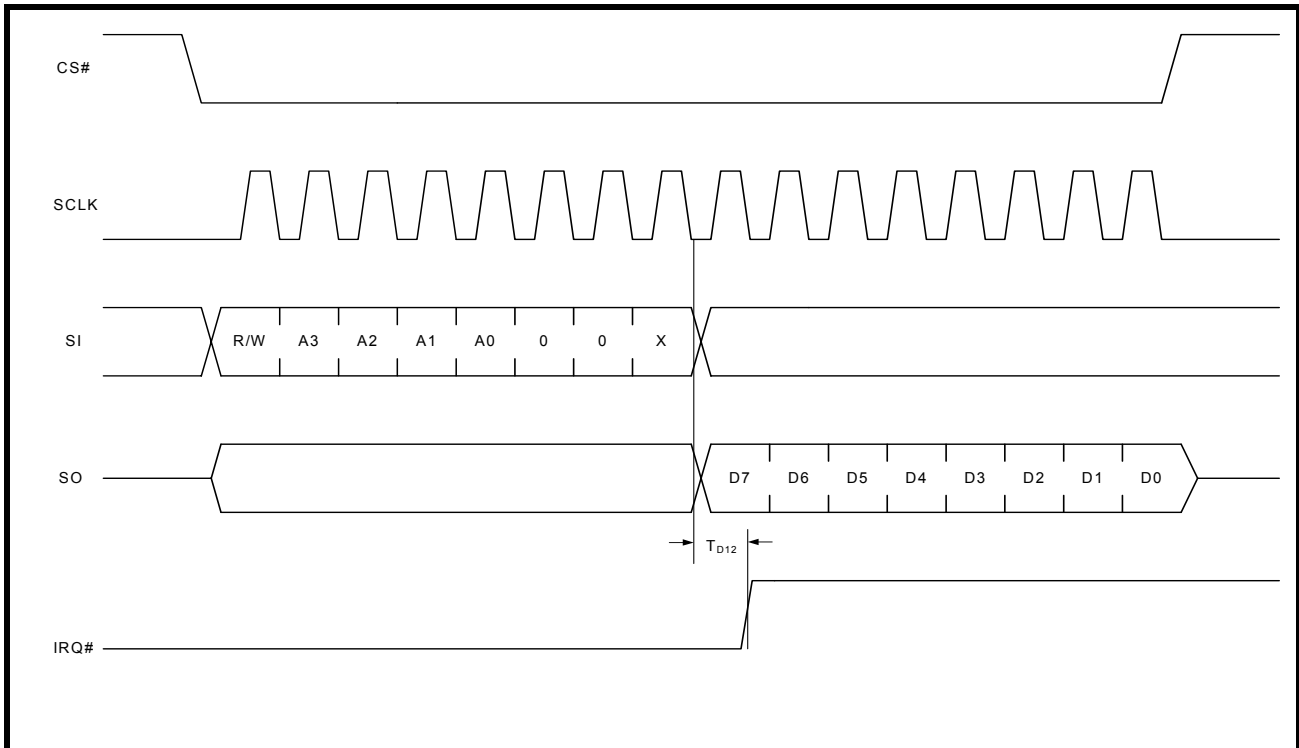 CS#
SCLK
SI R/W A3 A2 A1 A0 0 0 X
SO D7 D6 D5 D4 D3 D2 D1 D0
TD12
IRQ#